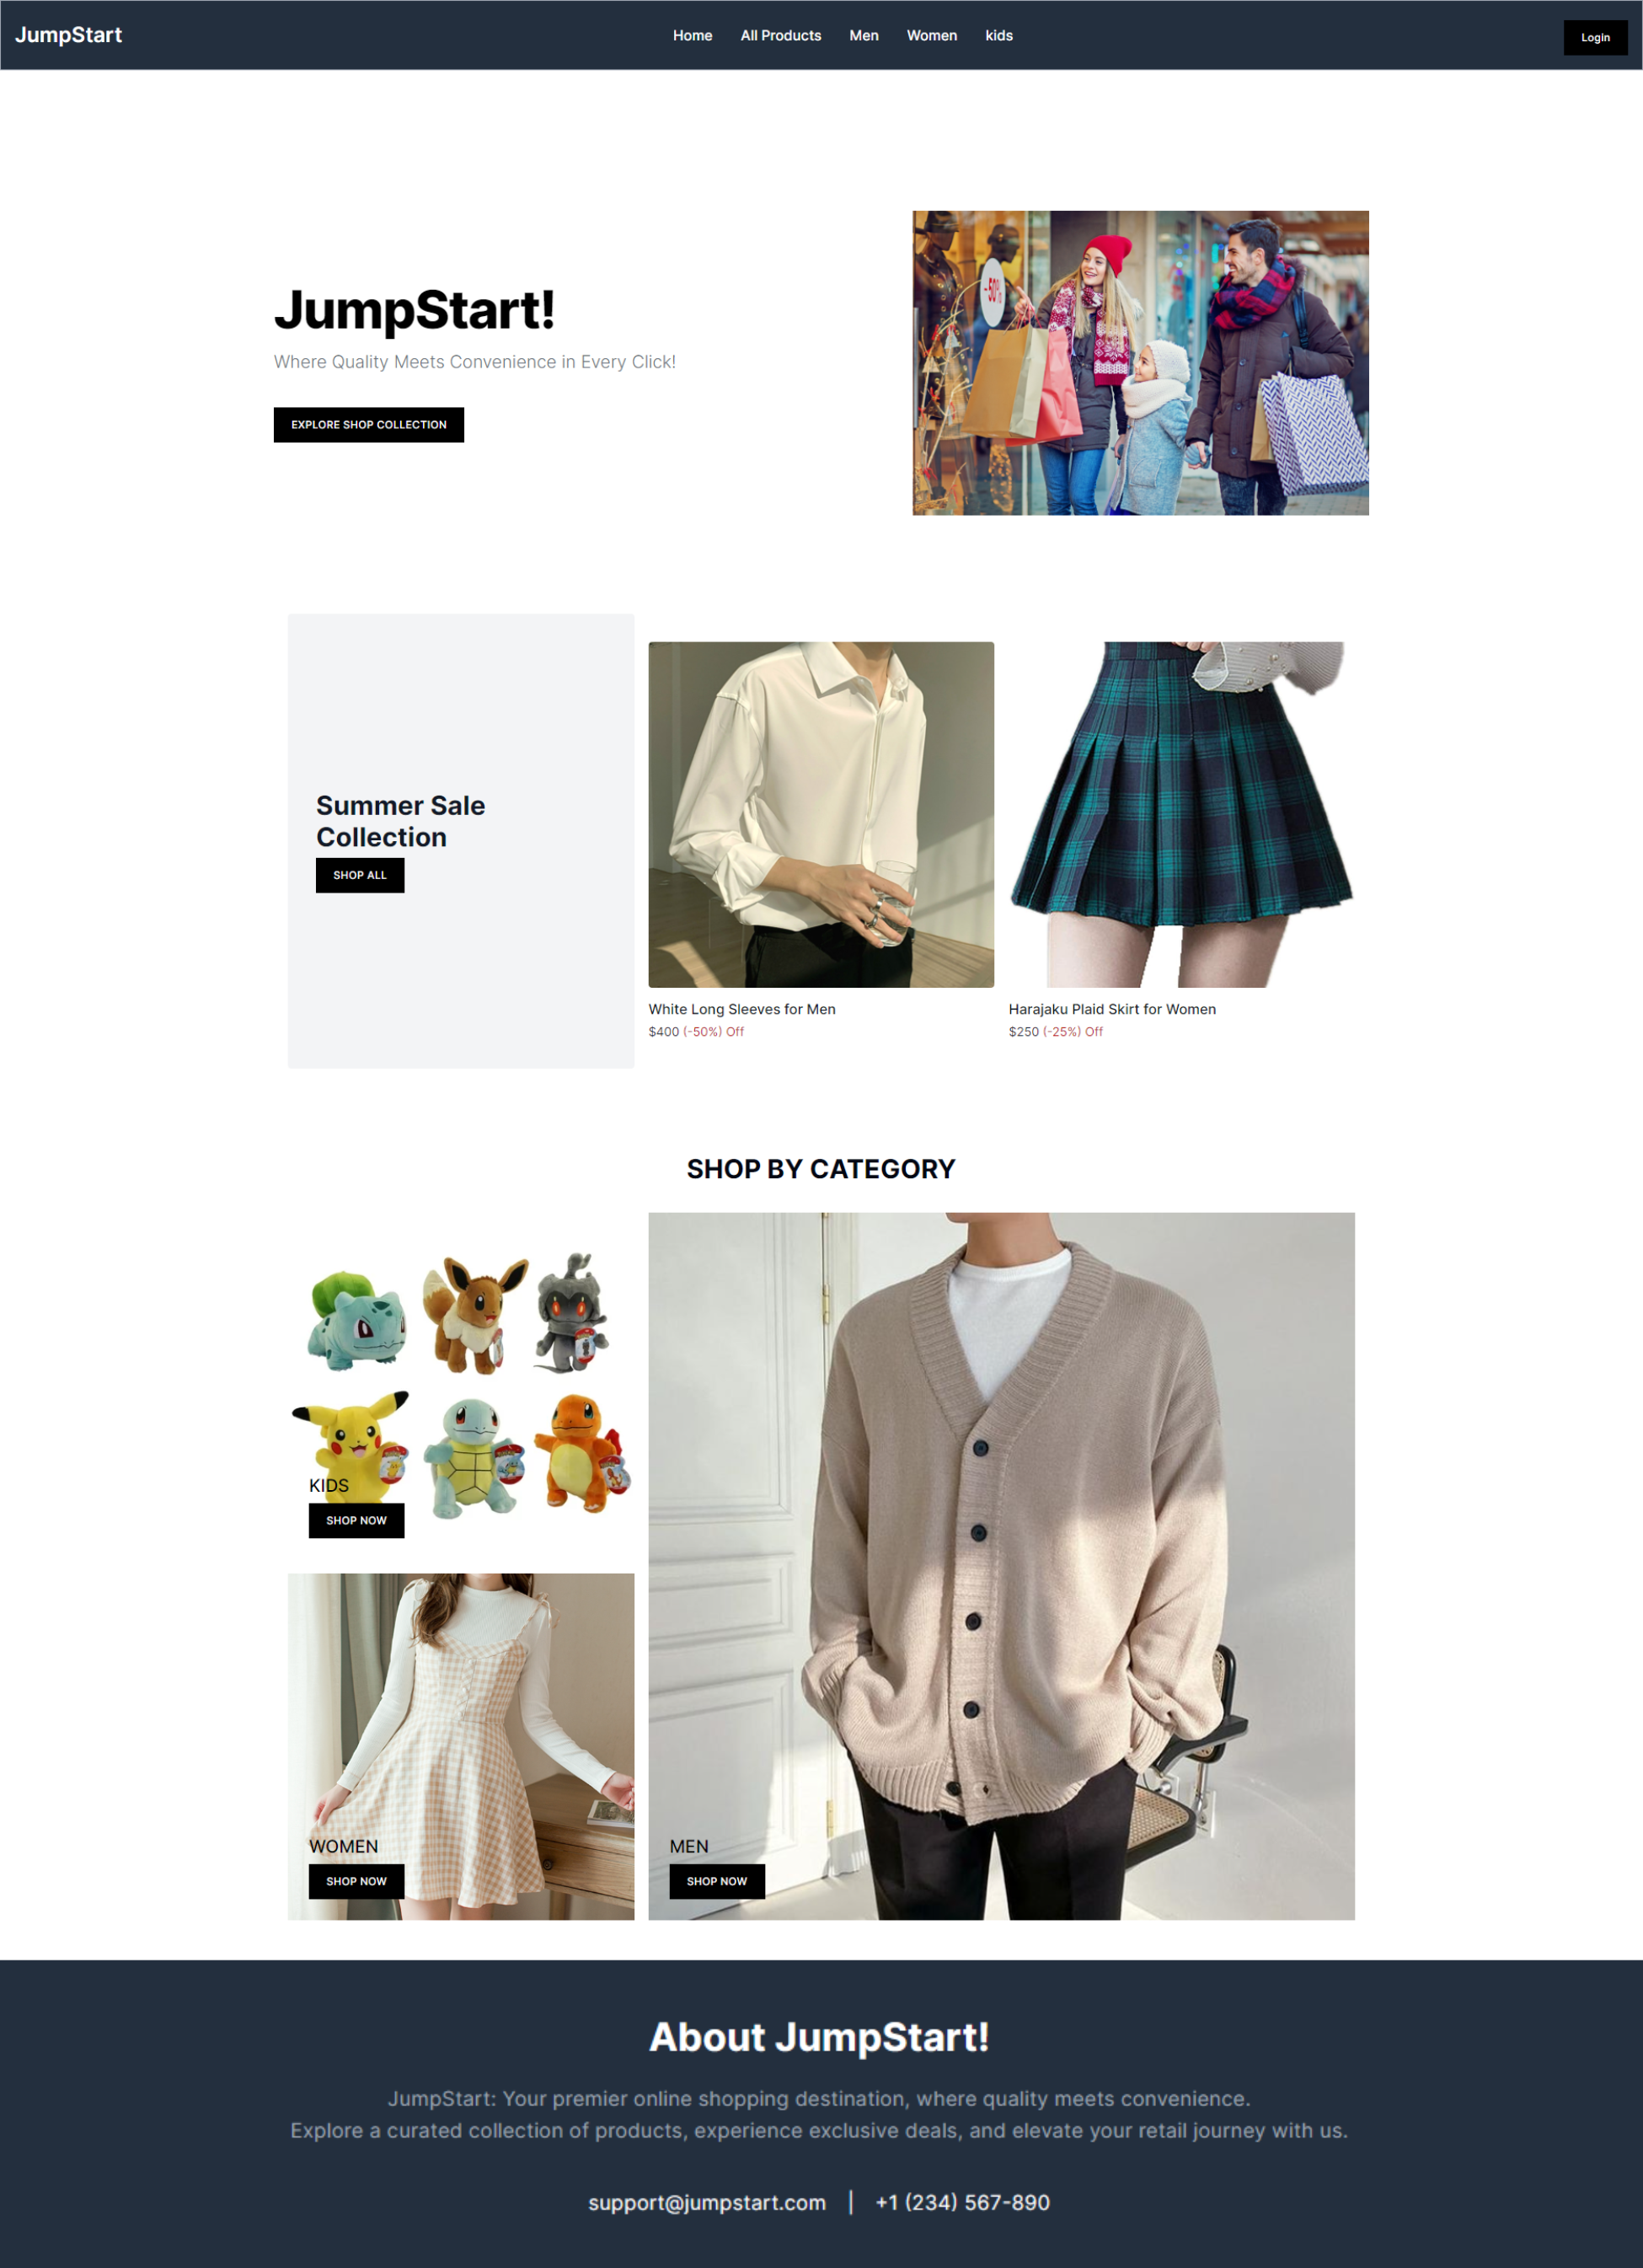 JumpStart
Home All Products Men Women kids
Login
JumpStart!
Where Quality Meets Convenience in Every Click!
EXPLORE SHOP COLLECTION
-50%
Summer Sale
Collection
SHOP ALL
White Long Sleeves for Men
$400 (-50%) Off
Harajaku Plaid Skirt for Women
$250 (-25%) Off
SHOP BY CATEGORY
KIDS
SHOP NOW
WOMEN
SHOP NOW
MEN
SHOP NOW
About JumpStart!
JumpStart: Your premier online shopping destination, where quality meets convenience.
Explore a curated collection of products, experience exclusive deals, and elevate your retail journey with us.
support@jumpstart.com | +1 (234) 567-890